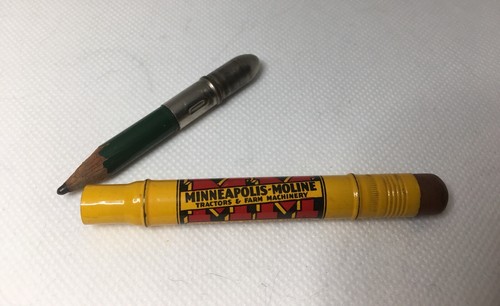 MINNEAPOLIS-MOLINE
TRACTORS & FARM MACHINERY